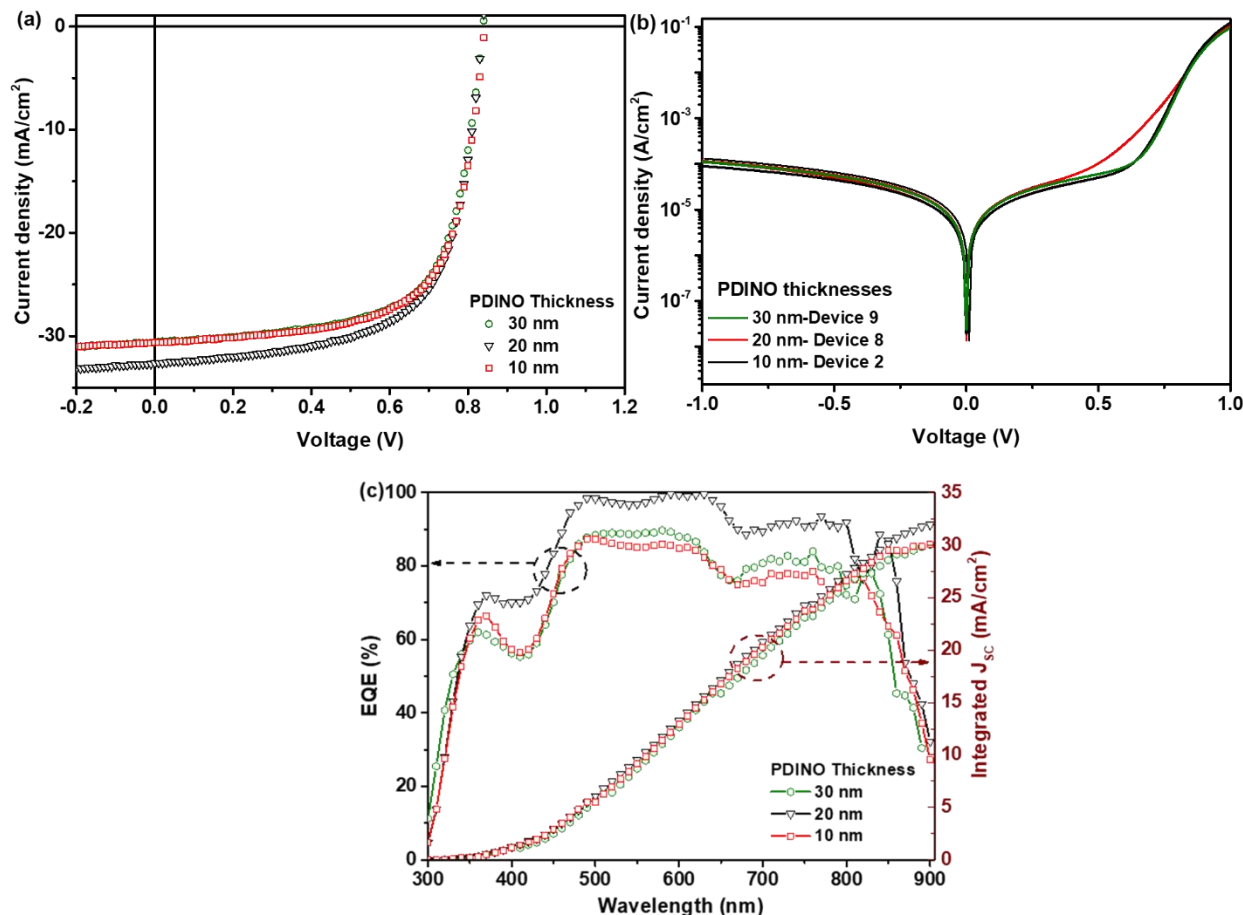 (a)
0
-10
-20
-30
Current density (mA/cm²)
-0.2 0.0 0.2 0.4 0.6 0.8 1.0 1.2
Voltage (V)
PDINO Thickness
30 nm
20 nm
10 nm
(b)
10⁻¹
10⁻³
10⁻⁵
10⁻⁷
Current density (A/cm²)
-1.0 -0.5 0.0 0.5 1.0
Voltage (V)
PDINO thicknesses
30 nm-Device 9
20 nm- Device 8
10 nm- Device 2
(c)
100
80
60
40
20
0
EQE (%)
300 400 500 600 700 800 900
Wavelength (nm)
35
30
25
20
15
10
5
0
Integrated J_SC (mA/cm²)
PDINO Thickness
30 nm
20 nm
10 nm